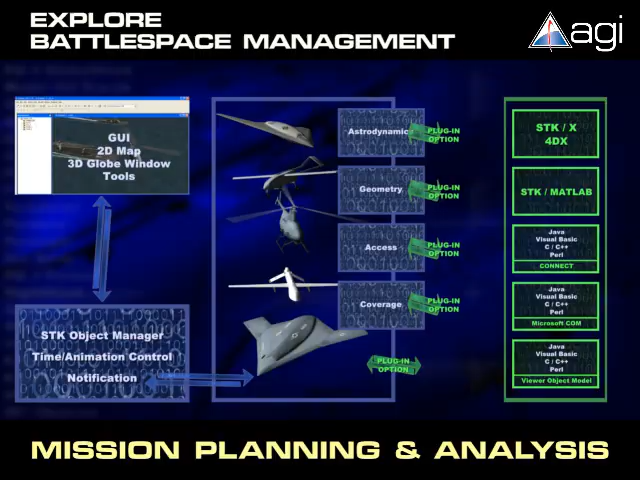 EXPLORE
BATTLESPACE MANAGEMENT
agi
GUI
2D Map
3D Globe Window
Tools
STK Object Manager
Time/Animation Control
Notification
Astrodynamic
PLUG-IN
OPTION
Geometry
PLUG-IN
OPTION
Access
PLUG-IN
OPTION
Coverage
PLUG-IN
OPTION
PLUG-IN
OPTION
STK / X
4DX
STK / MATLAB
Java
Visual Basic
C / C++
Perl
CONNECT
Java
Visual Basic
C / C++
Perl
Microsoft COM
Java
Visual Basic
C / C++
Perl
Viewer Object Model
MISSION PLANNING & ANALYSIS